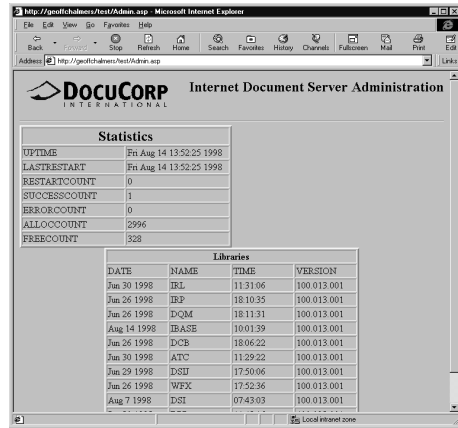 http://geoffchalmers/test/Admin.asp - Microsoft Internet Explorer
File Edit View Go Favorites Help
Back Forward Stop Refresh Home Search Favorites History Channels Fullscreen Mail Print Edit
Address http://geoffchalmers/test/Admin.asp Links
DOCUCORP
INTERNATIONAL
Internet Document Server Administration
Statistics
UPTIME Fri Aug 14 13:52:25 1998
LASTRESTART Fri Aug 14 13:52:25 1998
RESTARTCOUNT 0
SUCCESSCOUNT 1
ERRORCOUNT 0
ALLOCCOUNT 2996
FREECOUNT 328
Libraries
DATE NAME TIME VERSION
Jun 30 1998 IRL 11:31:06 100.013.001
Jun 26 1998 IRP 18:10:35 100.013.001
Jun 26 1998 DQM 18:11:31 100.013.001
Aug 14 1998 IBASE 10:01:39 100.013.001
Jun 26 1998 DCB 18:06:22 100.013.001
Jun 30 1998 ATC 11:29:22 100.013.001
Jun 29 1998 DSIJ 17:50:06 100.013.001
Jun 26 1998 WFX 17:52:36 100.013.001
Aug 7 1998 DSI 07:43:03 100.013.001
Local intranet zone